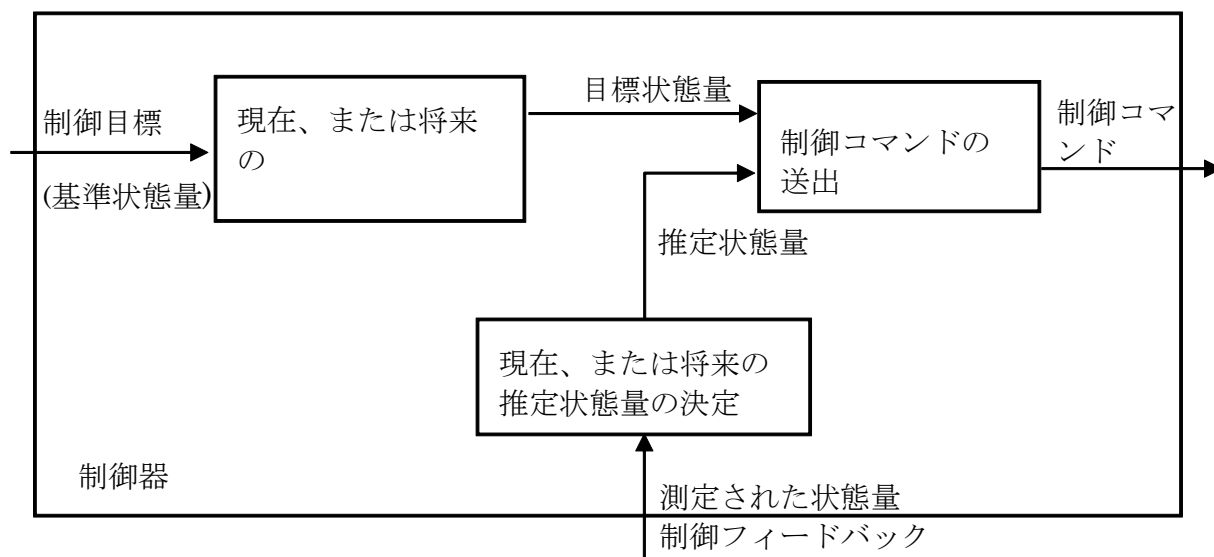 制御目標
(基準状態量)
現在、または将来
の
目標状態量
制御コマンドの
送出
制御コマ
ンド
推定状態量
現在、または将来の
推定状態量の決定
制御器
測定された状態量
制御フィードバック